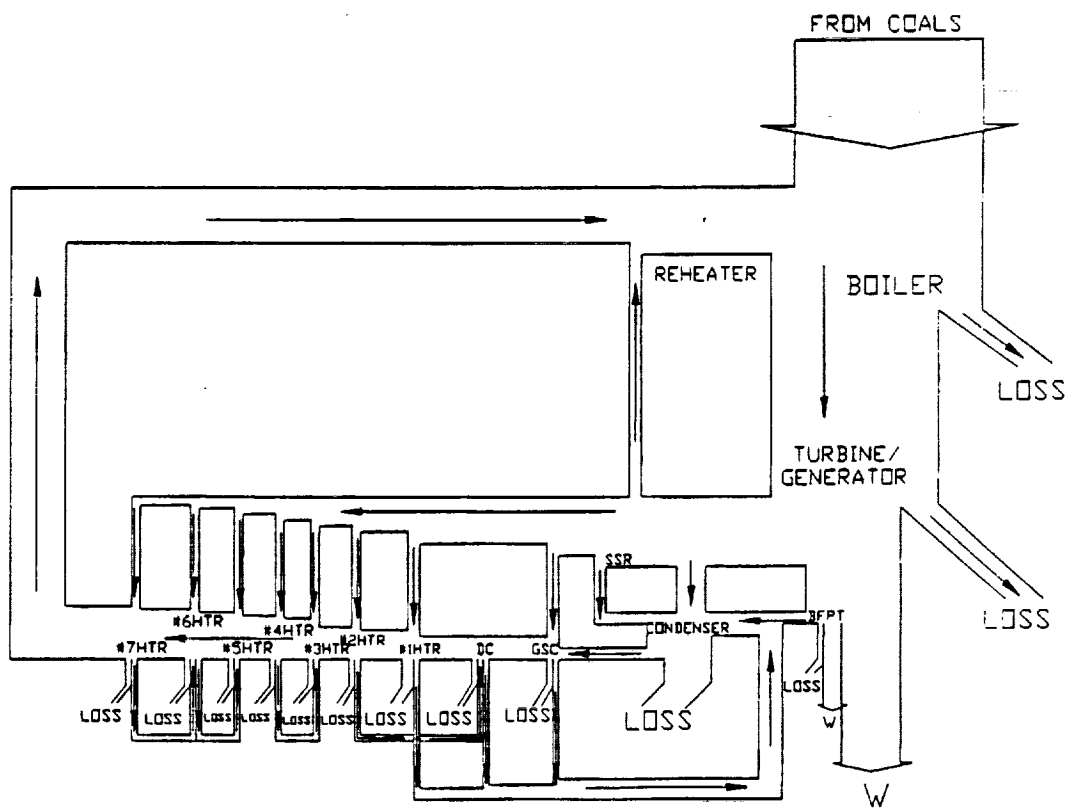 FROM COALS
REHEATER
BOILER
LOSS
TURBINE/
GENERATOR
SSR
LOSS
BFPT
#6HTR
#4HTR
#2HTR
CONDENSER
#7HTR
#5HTR
#3HTR
#1HTR
DC
GSC
LOSS
LOSS
LOSS
LOSS
LOSS
LOSS
LOSS
LOSS
LOSS
LOSS
LOSS
W
W